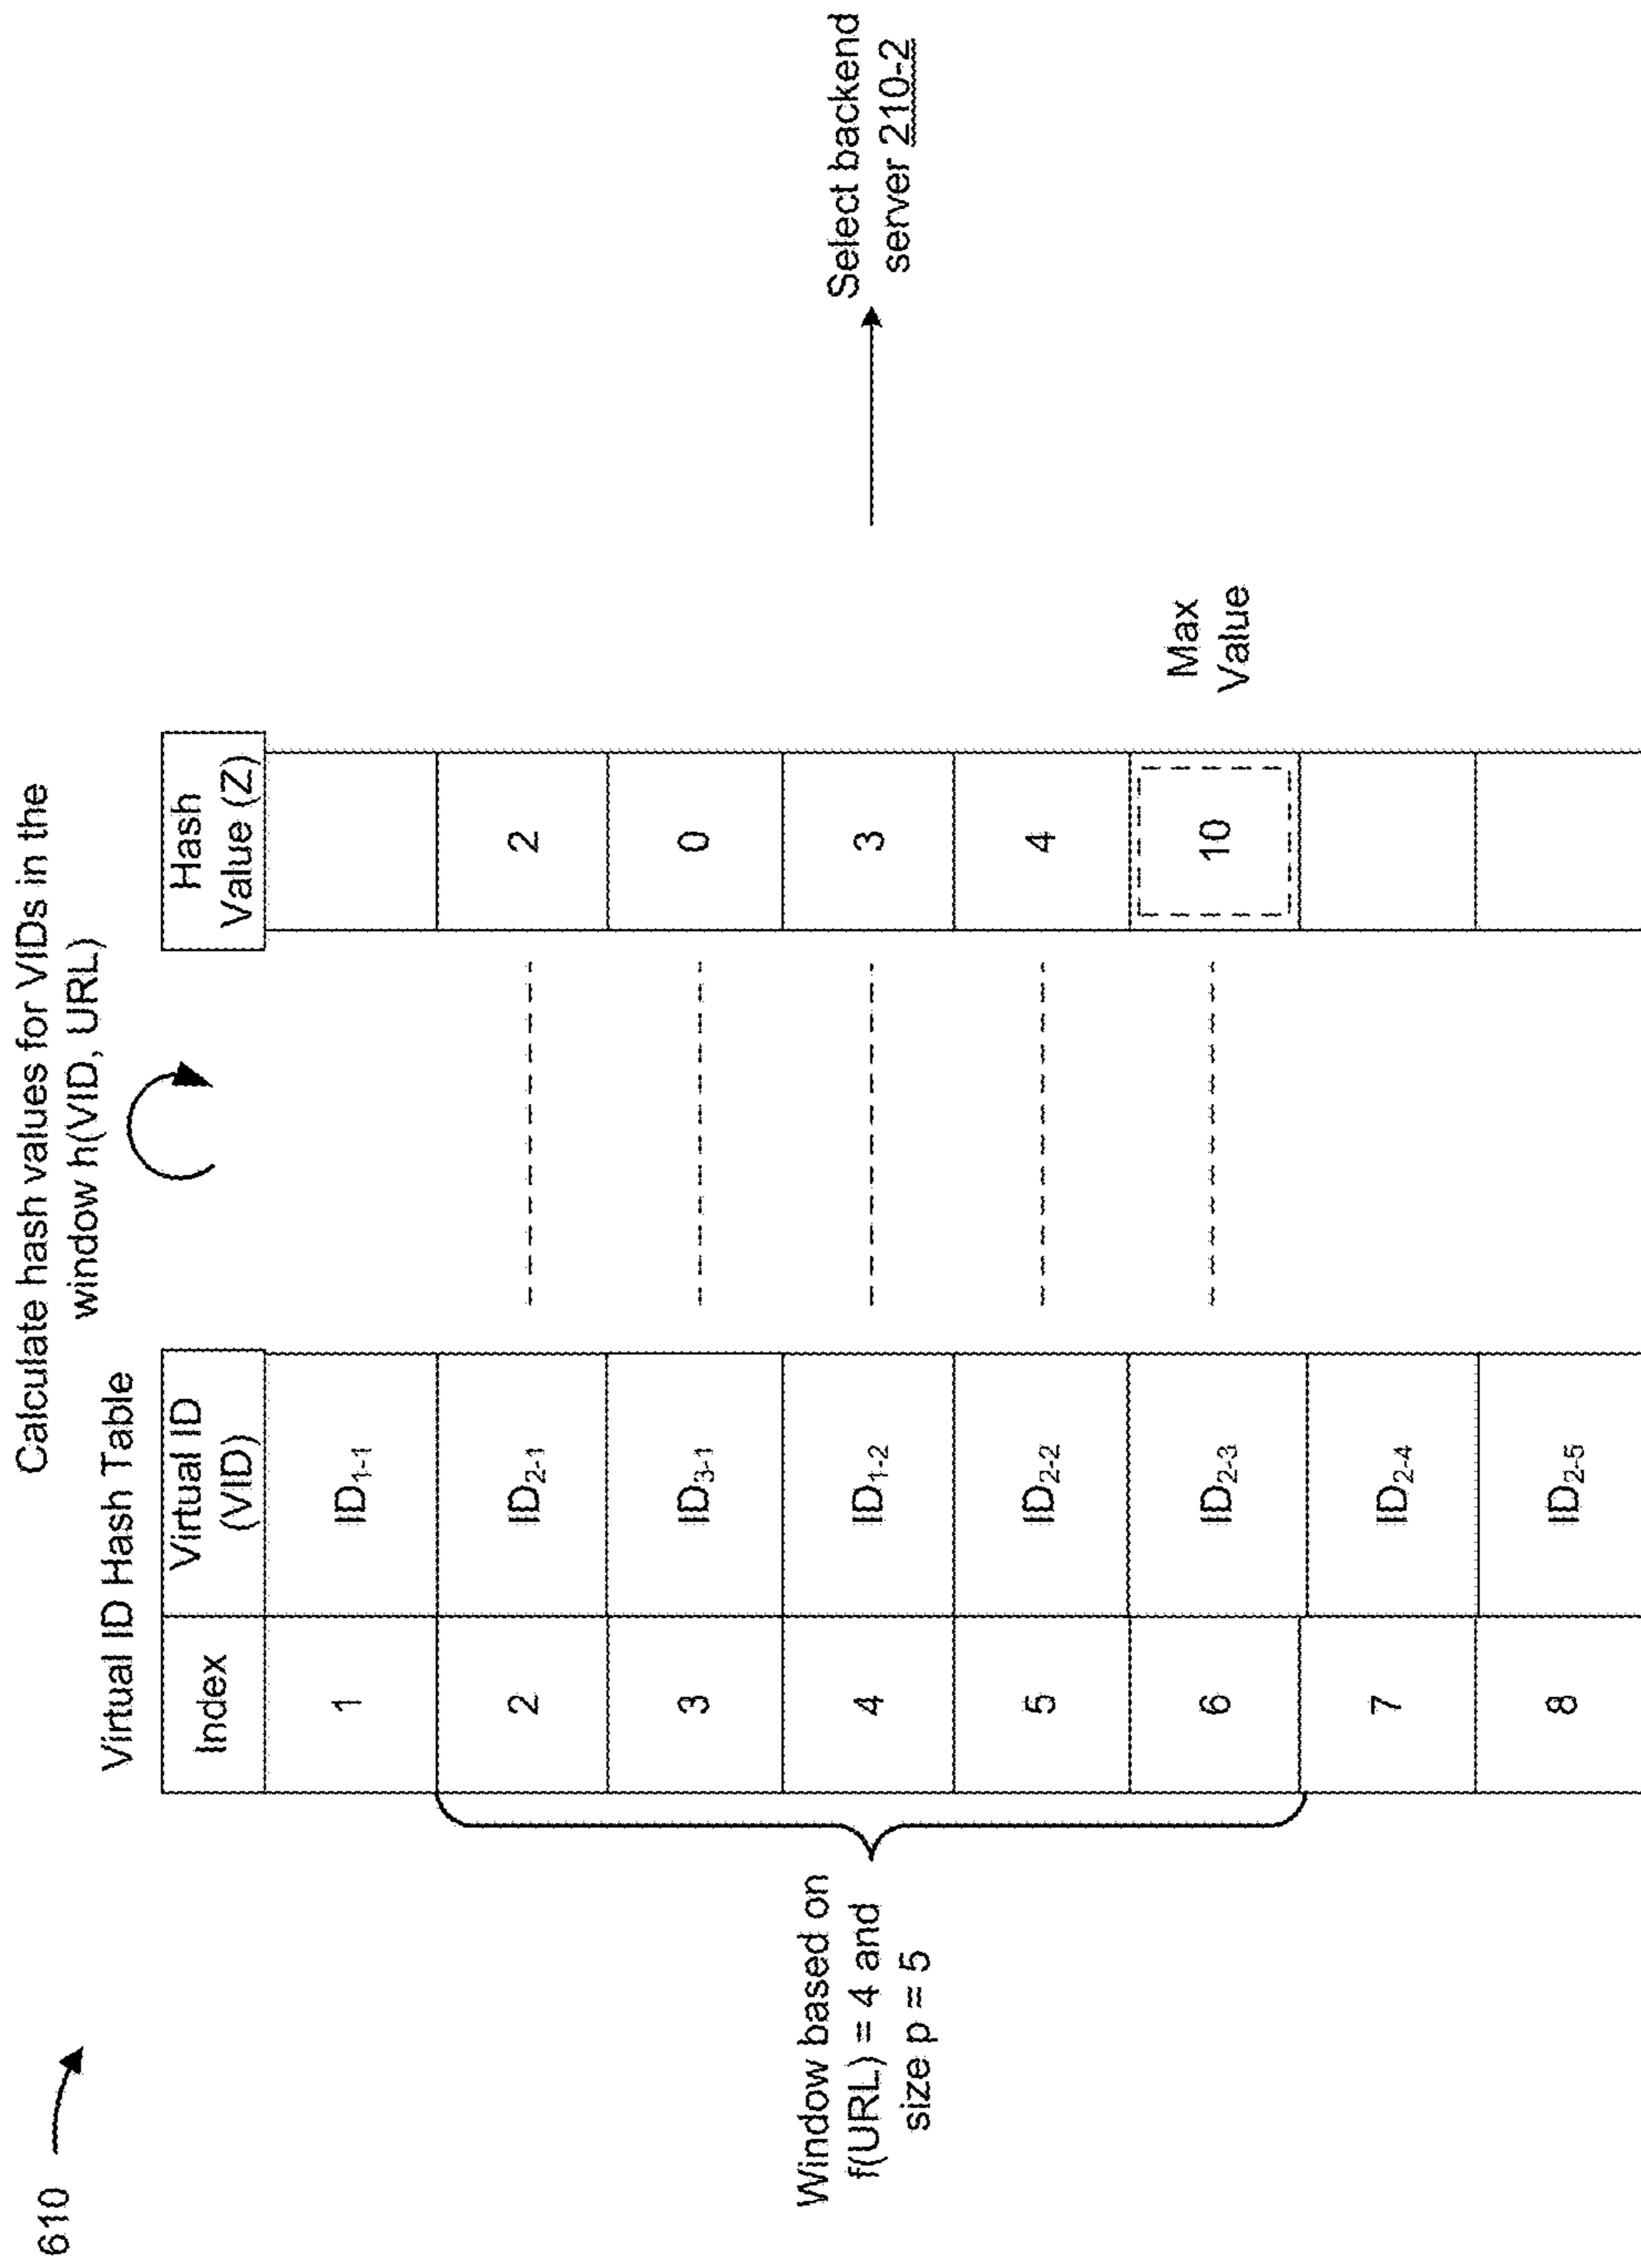 610
Calculate hash values for VIDs in the
window h(VID, URL)
Virtual ID Hash Table
Index Virtual ID Hash
(VID) Value (Z)
1 ID1-1
2 ID2-1 2
3 ID3-1 0
4 ID1-2 3
5 ID2-2 4
6 ID2-3 10
7 ID2-4
8 ID2-5
Window based on
f(URL) = 4 and
size p = 5
Max
Value
Select backend
server 210-2